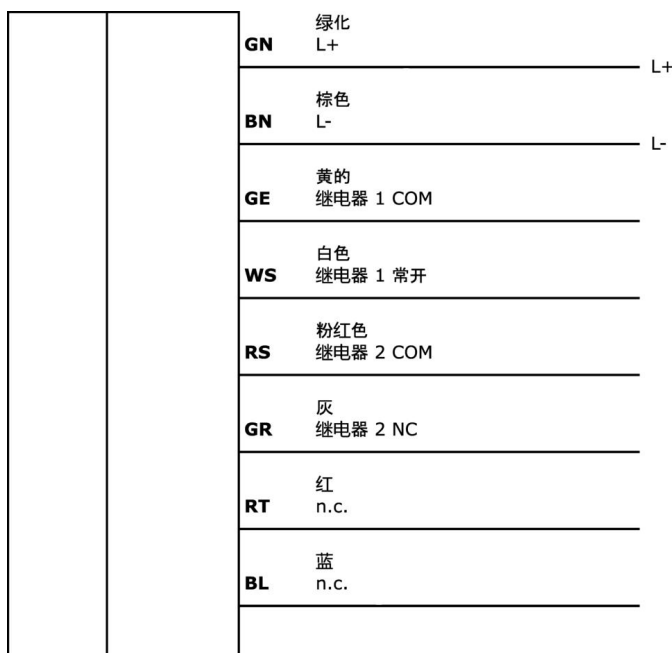 绿化
GN L+
L+
棕色
BN L-
L-
黄的
GE 继电器 1 COM
白色
WS 继电器 1 常开
粉红色
RS 继电器 2 COM
灰
GR 继电器 2 NC
红
RT n.c.
蓝
BL n.c.